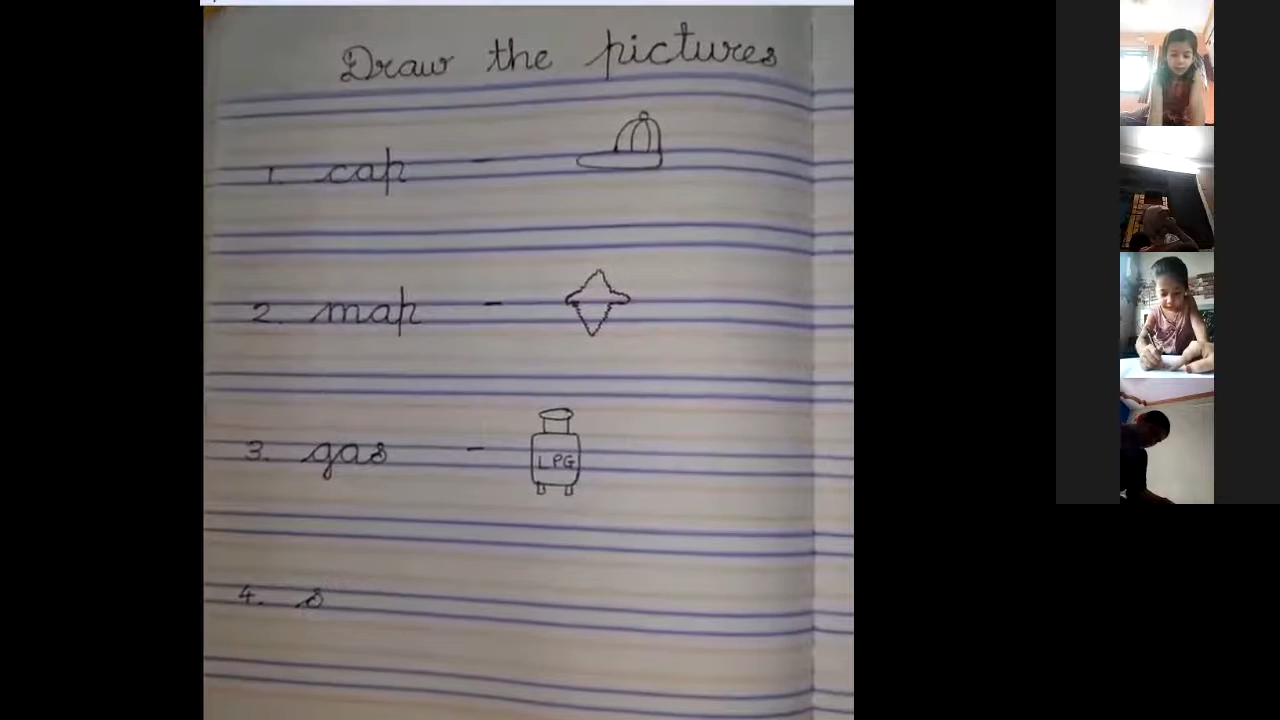 Draw the pictures
1. cap -
2. map -
3. gas - LPG
4. s